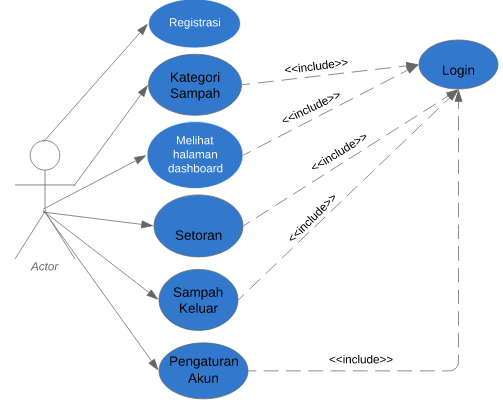 Registrasi
Kategori
Sampah
<<include>>
Login
<<include>>
Melihat
halaman
dashboard
<<include>>
Setoran
<<include>>
Actor
Sampah
Keluar
Pengaturan
Akun
<<include>>